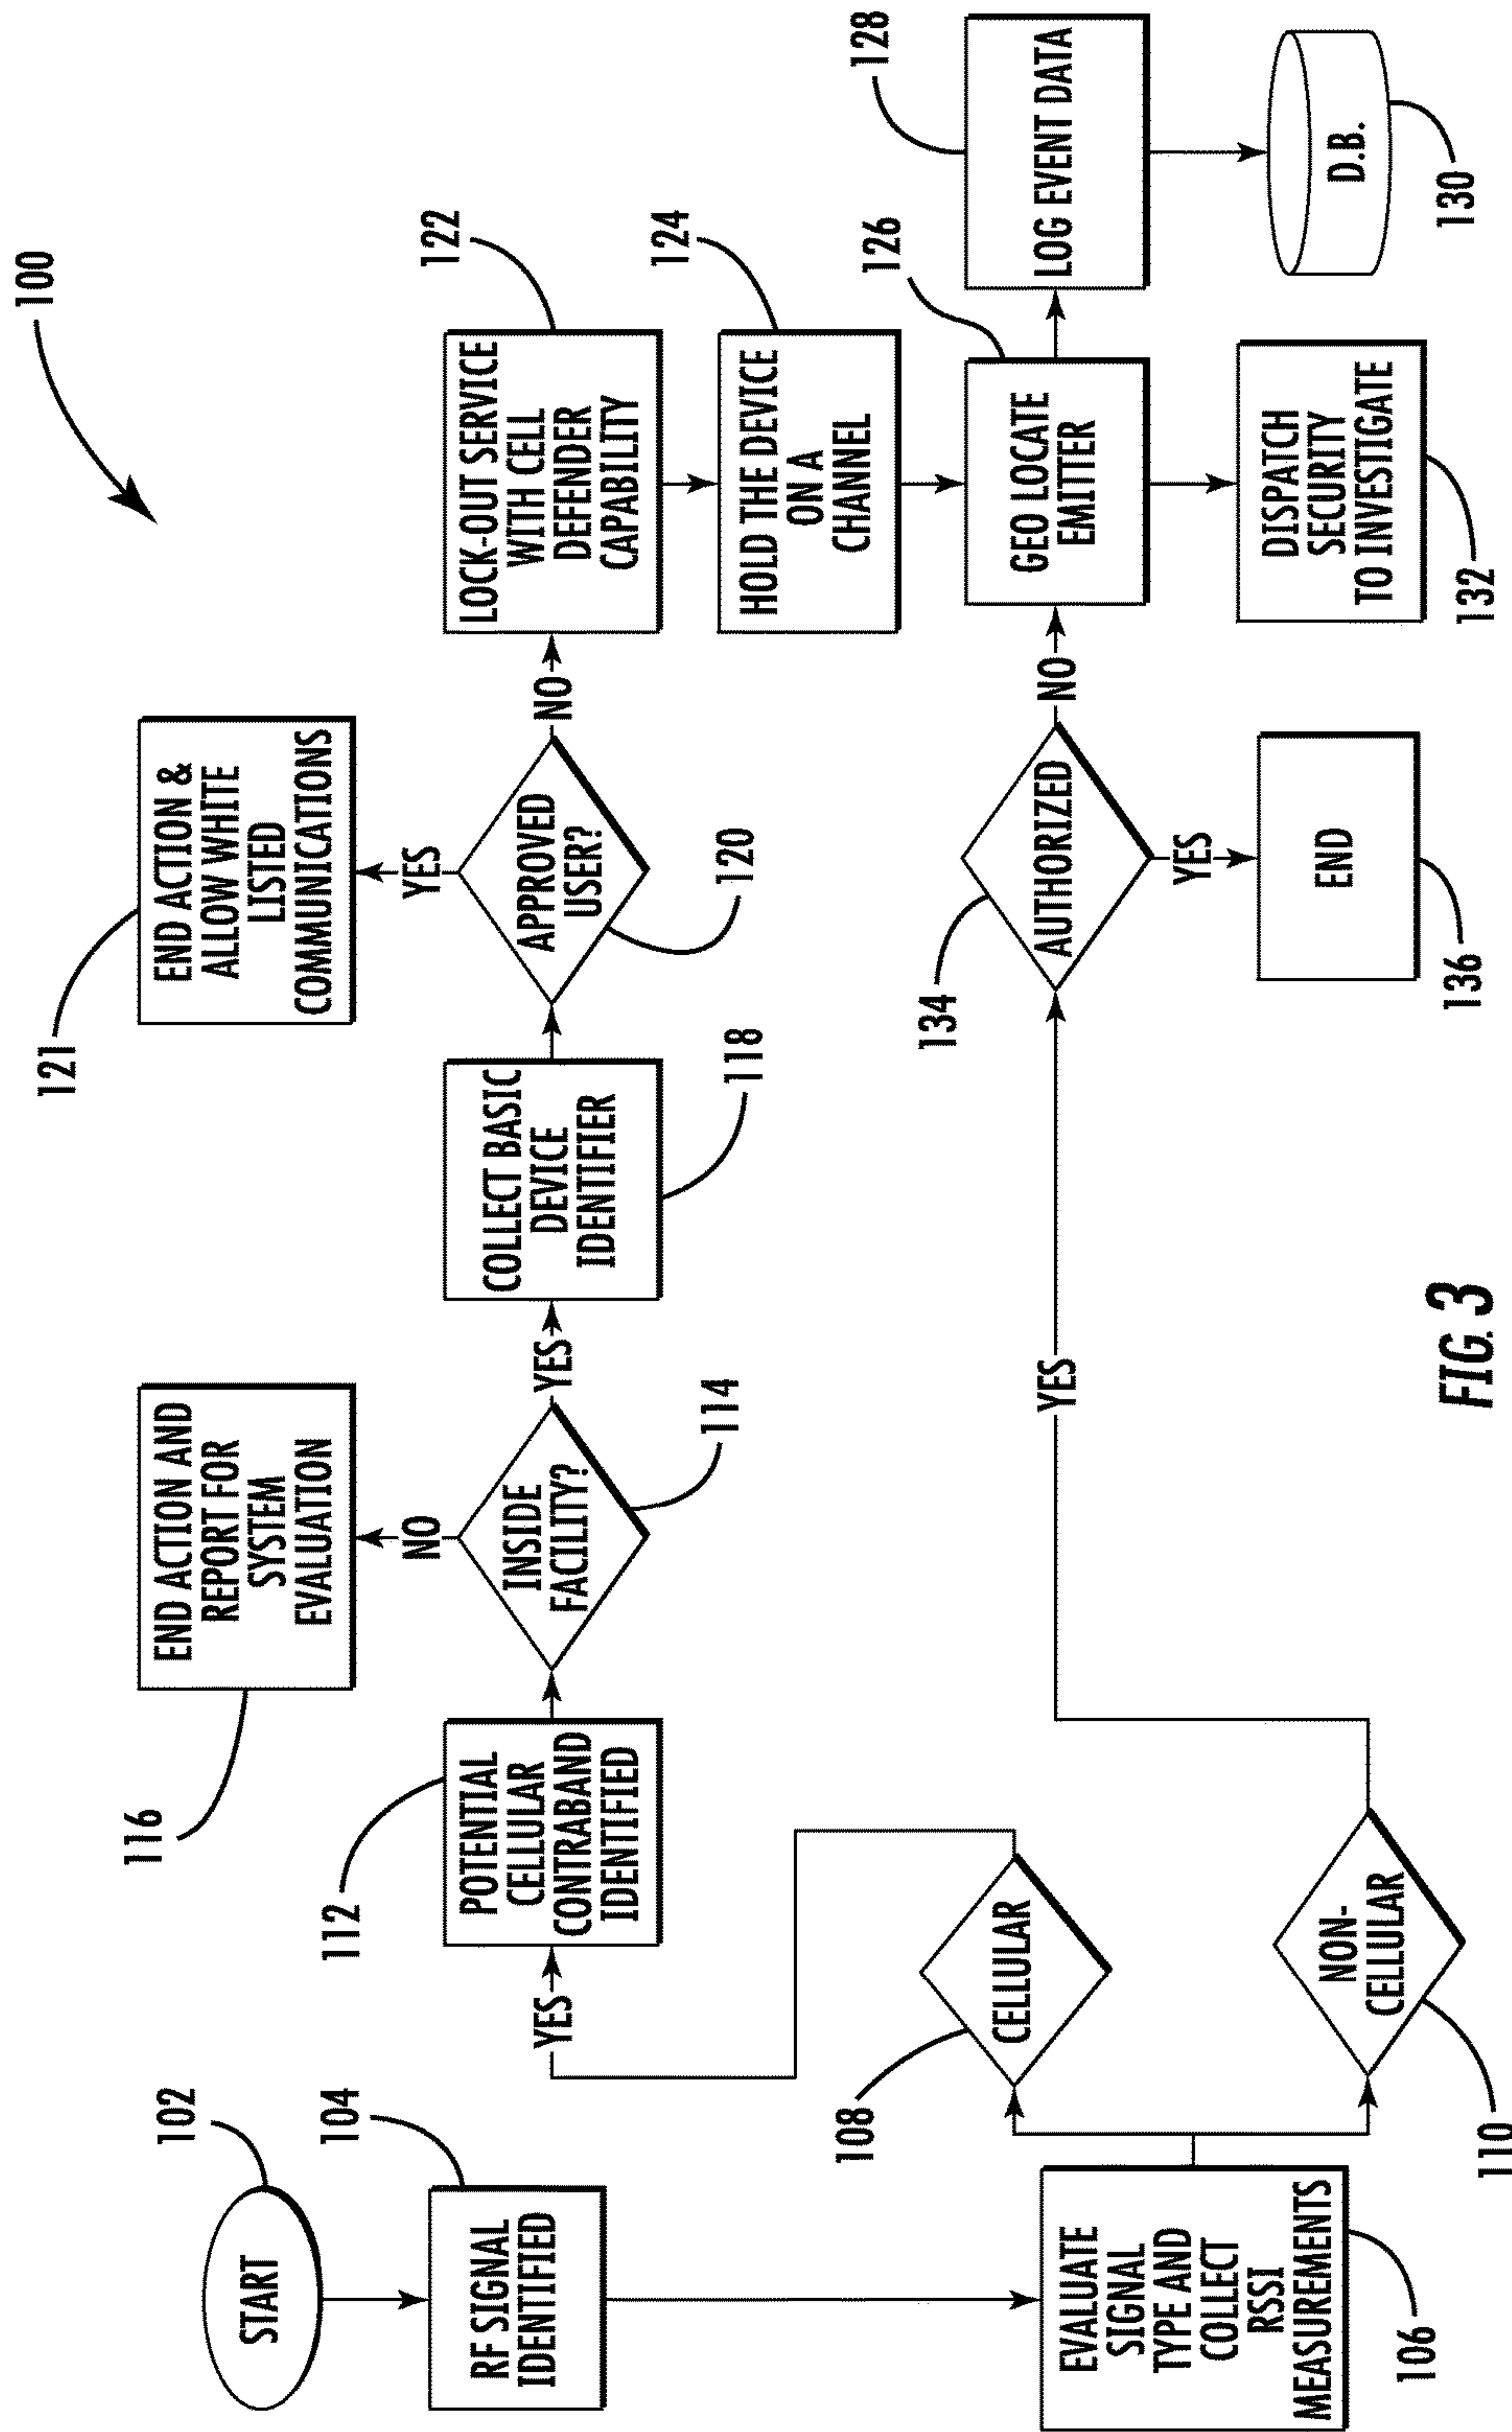 100
102
START
104
RF SIGNAL
IDENTIFIED
106
EVALUATE
SIGNAL
TYPE AND
COLLECT
RSSI
MEASUREMENTS
108
CELLULAR
YES
110
NON-
CELLULAR
YES
112
POTENTIAL
CELLULAR
CONTRABAND
IDENTIFIED
114
INSIDE
FACILITY?
NO
116
END ACTION AND
REPORT FOR
SYSTEM
EVALUATION
YES
118
COLLECT BASIC
DEVICE
IDENTIFIER
120
APPROVED
USER?
YES
121
END ACTION &
ALLOW WHITE
LISTED
COMMUNICATIONS
NO
122
LOCK-OUT SERVICE
WITH CELL
DEFENDER
CAPABILITY
124
HOLD THE DEVICE
ON A
CHANNEL
134
AUTHORIZED
NO
YES
136
END
126
GEO LOCATE
EMITTER
128
LOG EVENT DATA
130
D.B.
132
DISPATCH
SECURITY
TO INVESTIGATE
FIG. 3